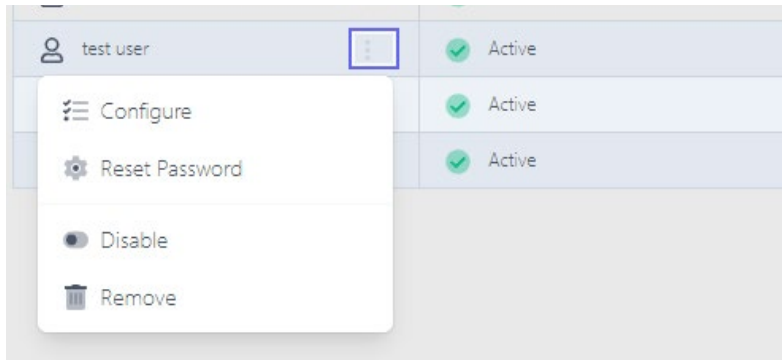 test user
Active
Configure
Active
Reset Password
Active
Disable
Remove